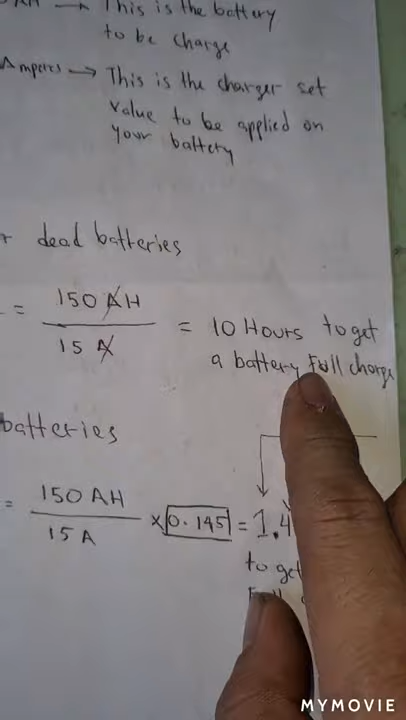 AH → This is the battery
to be charge
Amperes → This is the charger set
value to be applied on
your battery
dead batteries
= 150 AH / 15 A = 10 Hours to get
a battery Full charge
batteries
= 150 AH / 15 A × 0.145 = 1.4
to get
MYMOVIE